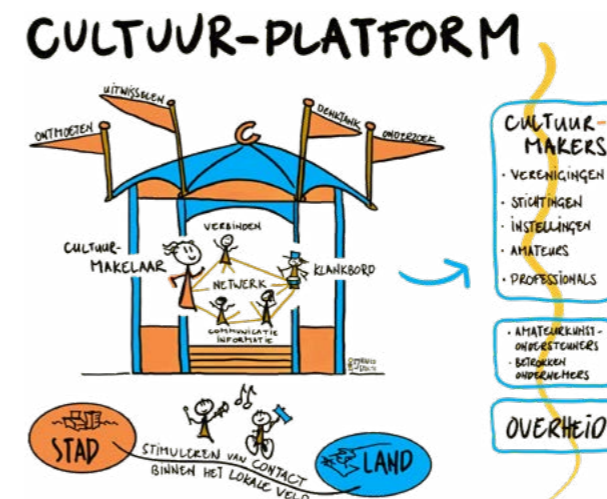 CULTUUR-PLATFORM
UITWISSELEN
ONTMOETEN
DENKTANK
ONDERZOEK
C
VERBINDEN
CULTUUR-
MAKELAAR
NETWERK
KLANKBORD
COMMUNICATIE
INFORMATIE
STAD
STIMULEREN VAN CONTACT
BINNEN HET LOKALE VELD
LAND
CULTUUR-
MAKERS
· VERENIGINGEN
· STICHTINGEN
· INSTELLINGEN
· AMATEURS
· PROFESSIONALS
· AMATEURKUNST-
ONDERSTEUNERS
· BETROKKEN
ONDERNEMERS
OVERHEID